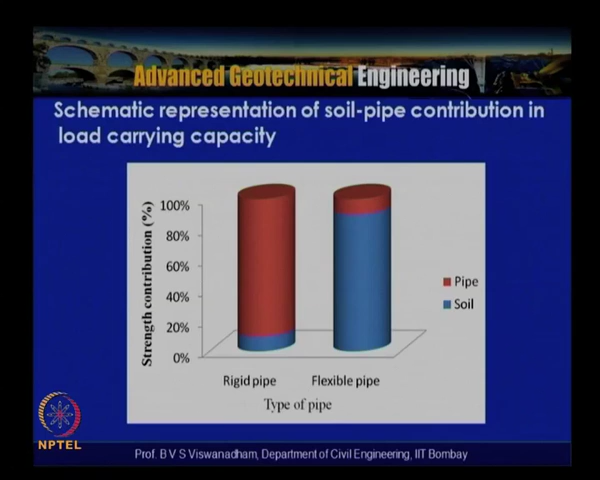 Advanced Geotechnical Engineering
Schematic representation of soil-pipe contribution in
load carrying capacity
Strength contribution (%)
100%
80%
60%
40%
20%
0%
Pipe
Soil
Rigid pipe
Flexible pipe
Type of pipe
NPTEL
Prof. B V S Viswanadham, Department of Civil Engineering, IIT Bombay